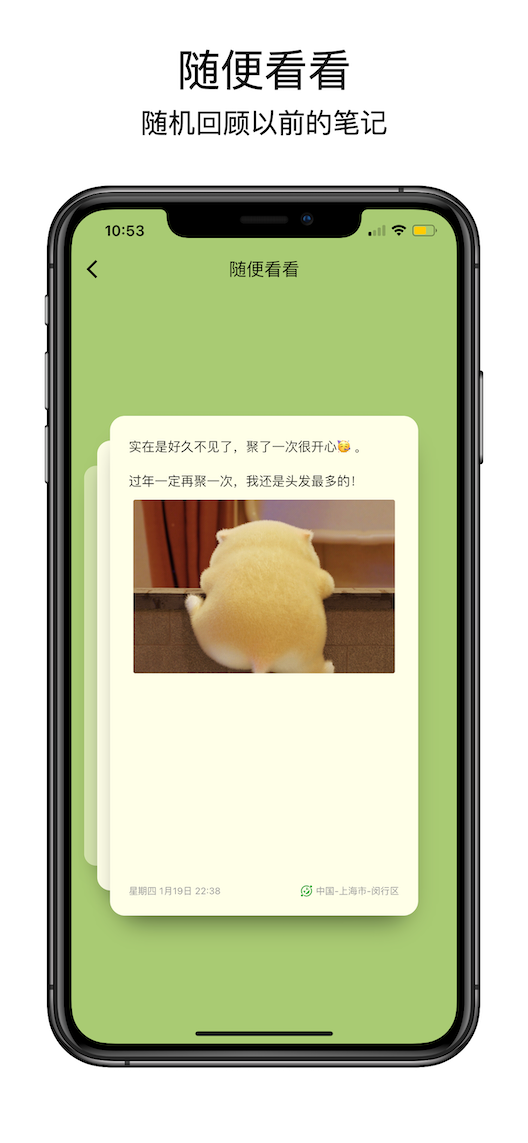 随便看看
随机回顾以前的笔记
10:53
随便看看
实在是好久不见了，聚了一次很开心🥳 。
过年一定再聚一次，我还是头发最多的！
星期四 1月19日 22:38
中国-上海市-闵行区